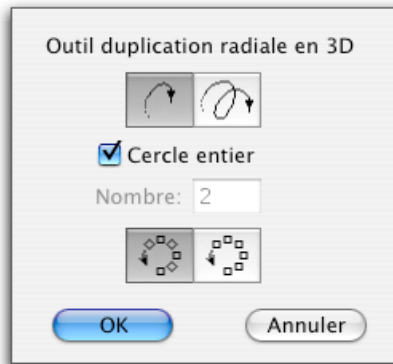 Outil duplication radiale en 3D
Cercle entier
Nombre: 2
OK Annuler